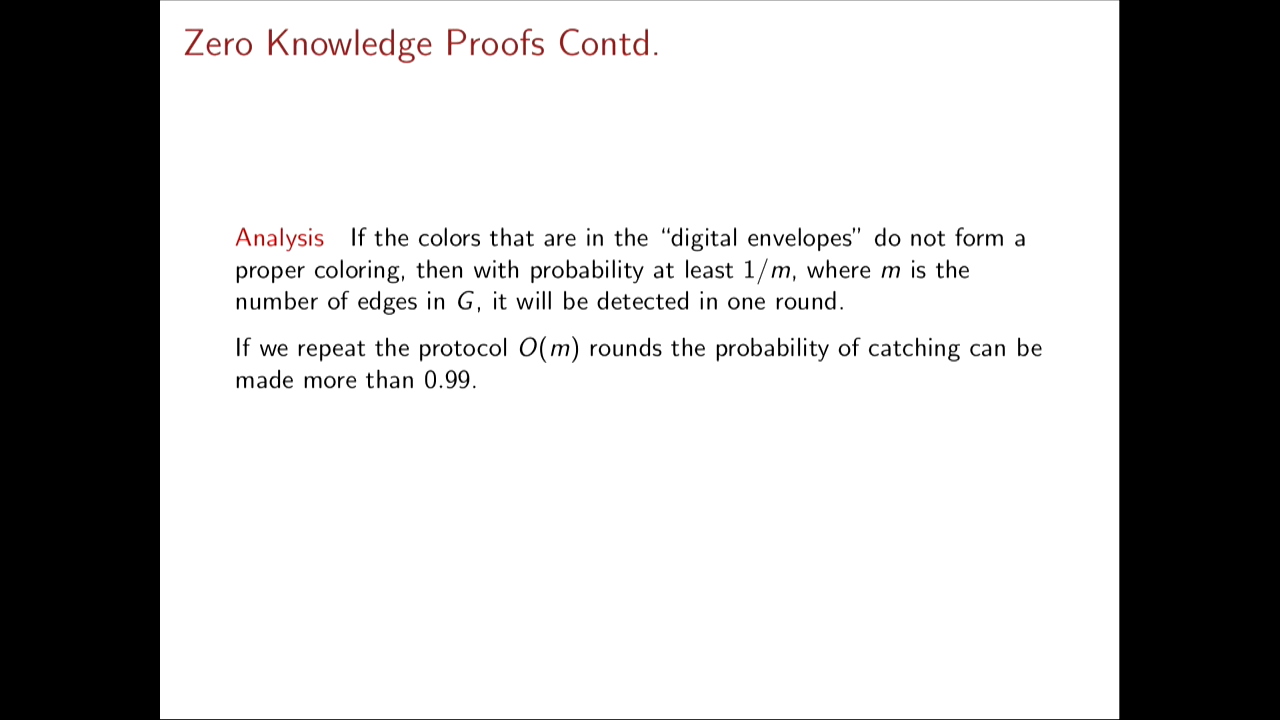 Zero Knowledge Proofs Contd.
Analysis If the colors that are in the “digital envelopes” do not form a
proper coloring, then with probability at least 1/m, where m is the
number of edges in G, it will be detected in one round.
If we repeat the protocol O(m) rounds the probability of catching can be
made more than 0.99.